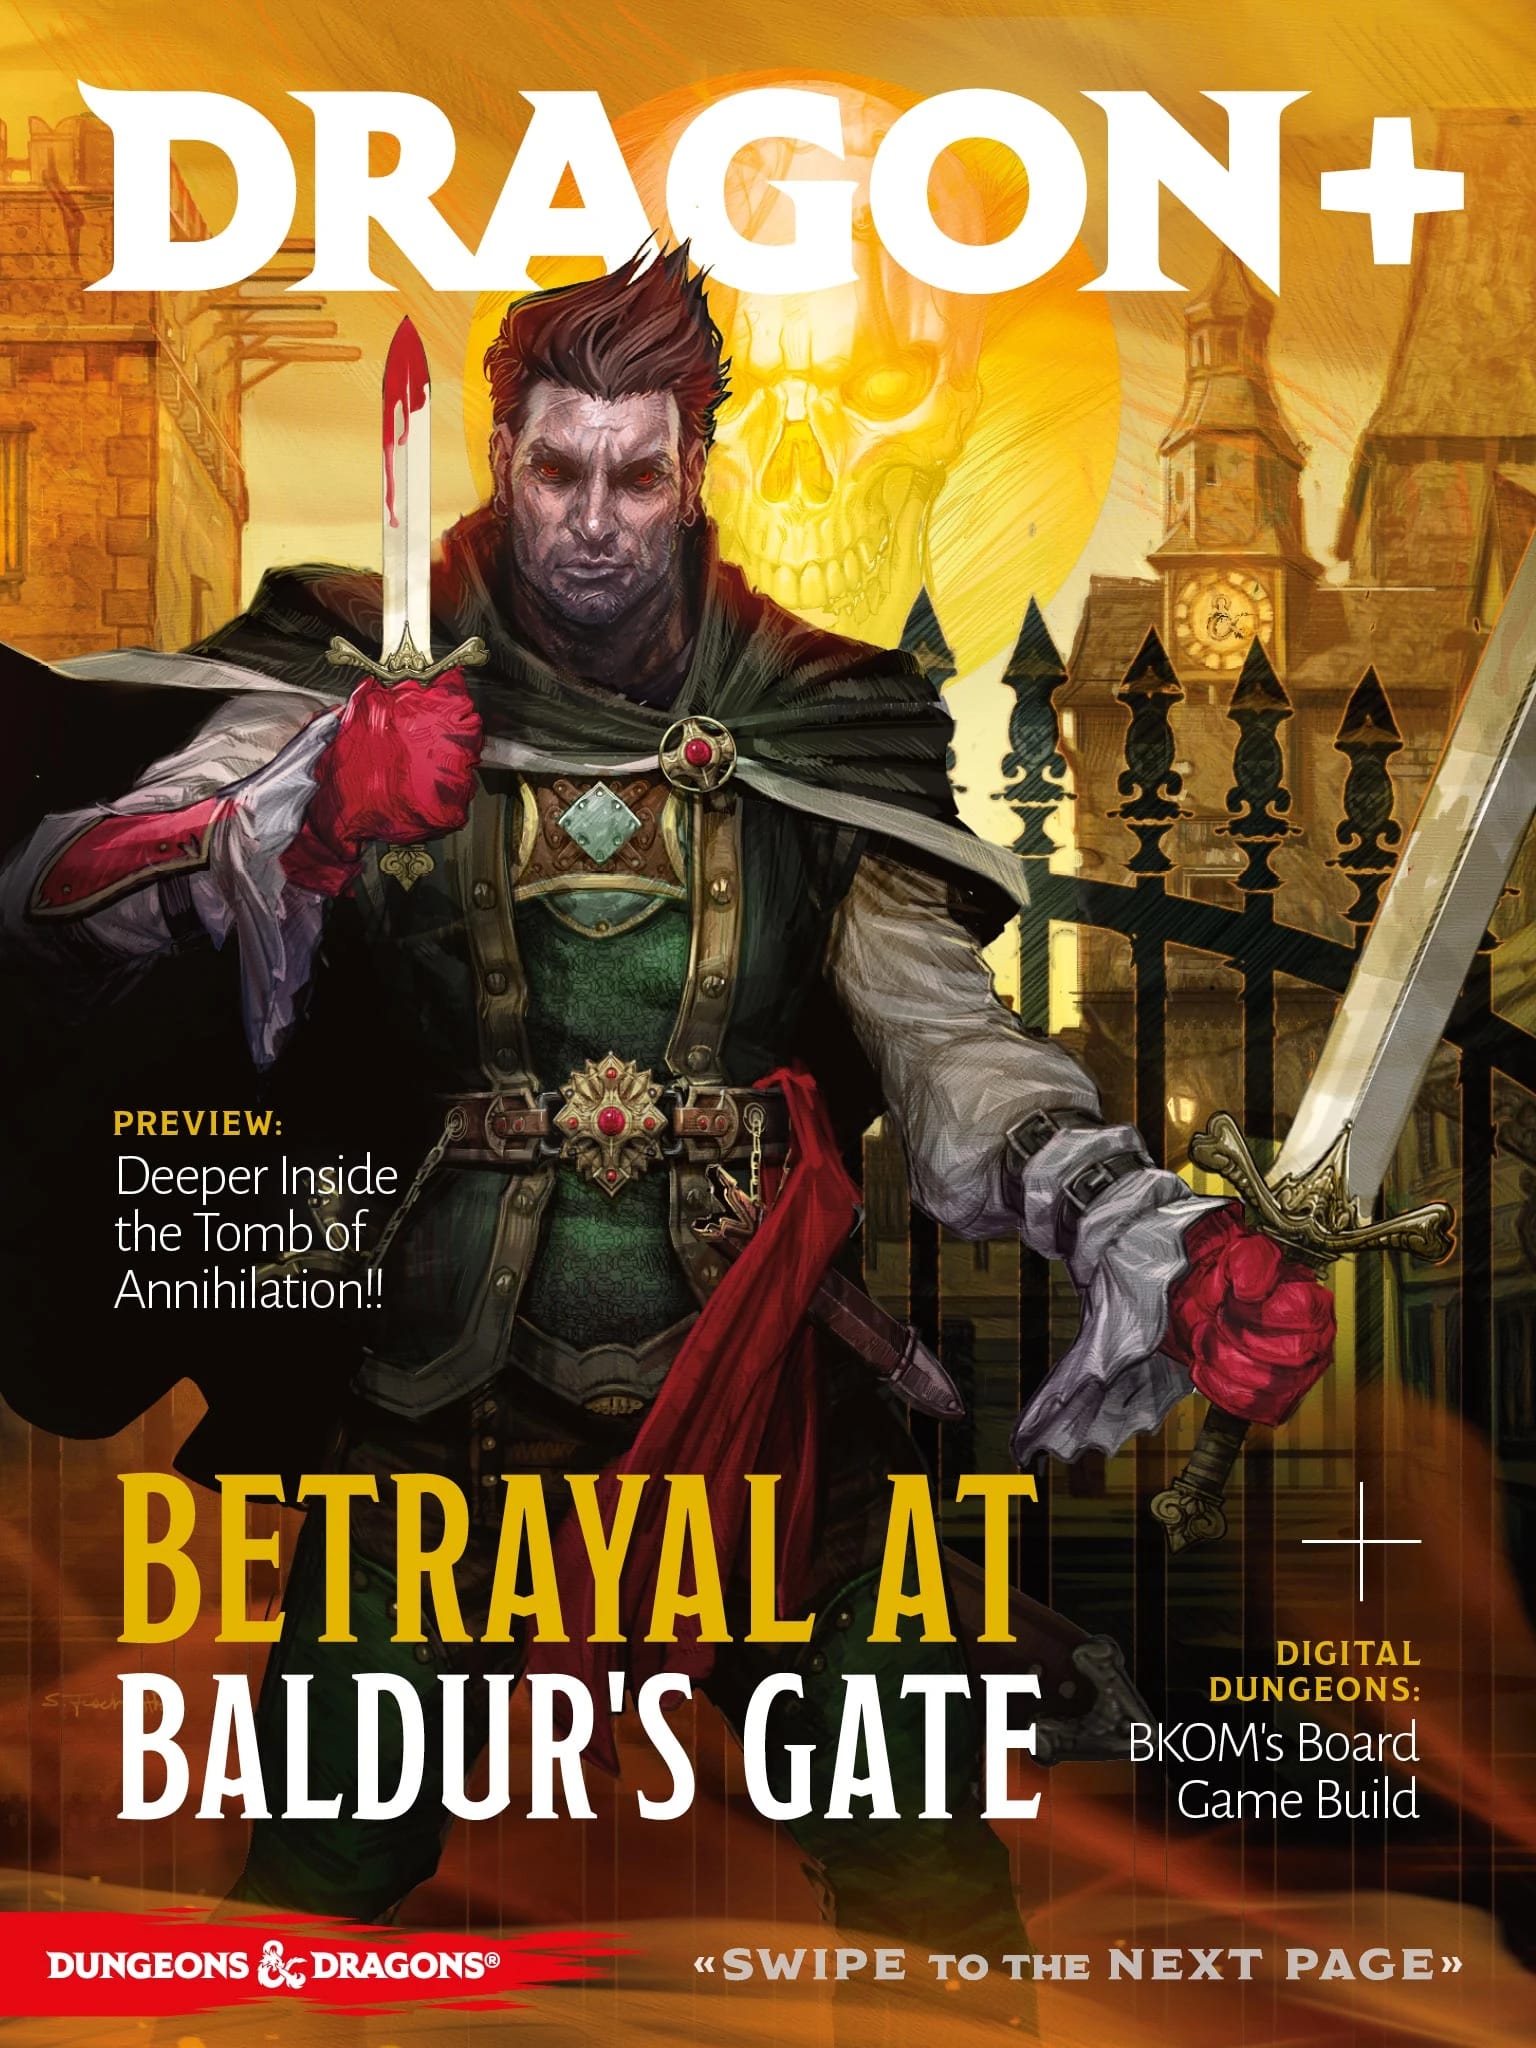 DRAGON+
PREVIEW:
Deeper Inside
the Tomb of
Annihilation!!
BETRAYAL AT
BALDUR'S GATE
DIGITAL
DUNGEONS:
BKOM's Board
Game Build
DUNGEONS & DRAGONS®
«SWIPE TO THE NEXT PAGE»